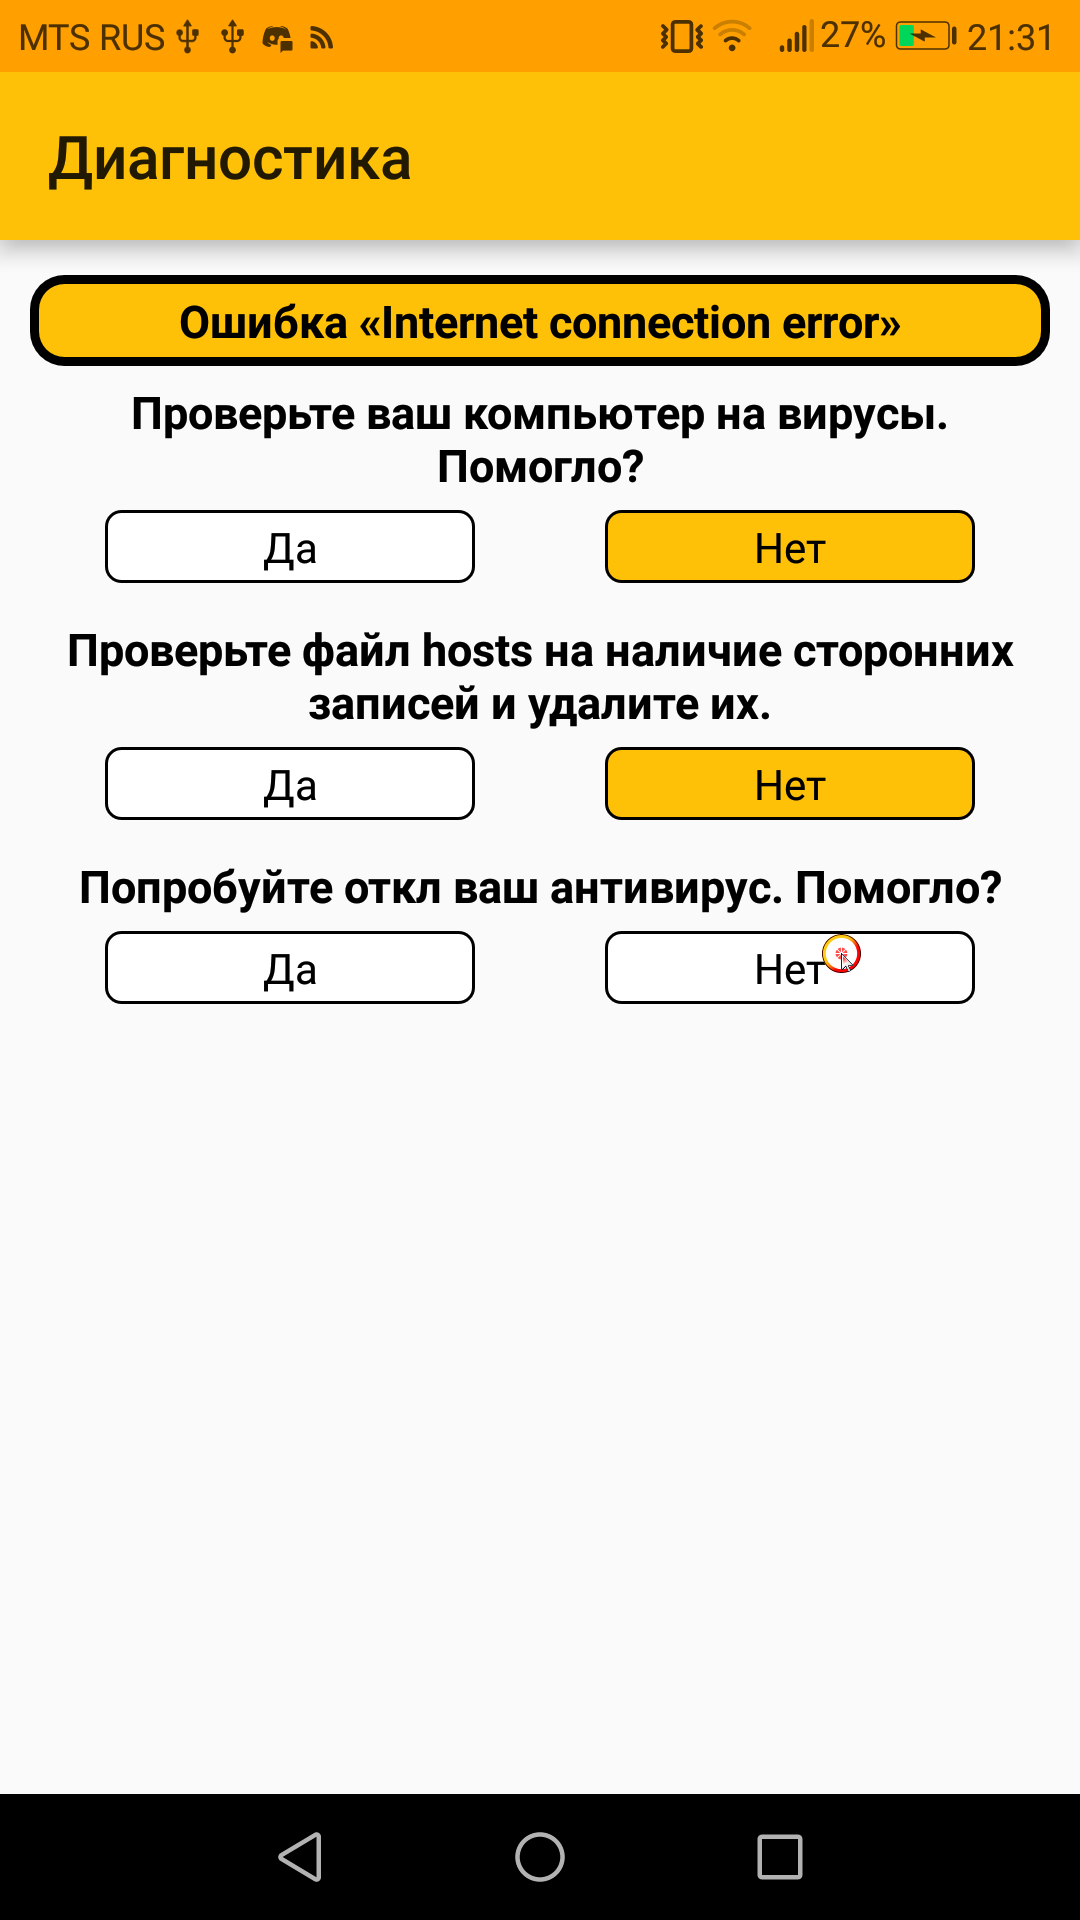 MTS RUS 27% 21:31
Диагностика
Ошибка «Internet connection error»
Проверьте ваш компьютер на вирусы.
Помогло?
Да Нет
Проверьте файл hosts на наличие сторонних
записей и удалите их.
Да Нет
Попробуйте откл ваш антивирус. Помогло?
Да Нет